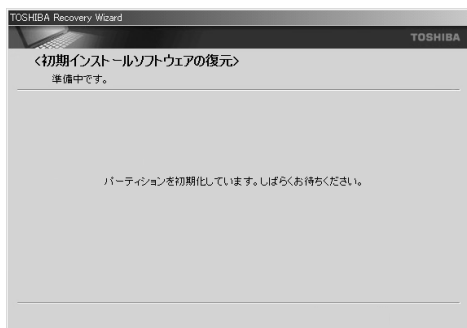 TOSHIBA Recovery Wizard
TOSHIBA
<初期インストールソフトウェアの復元>
準備中です。
パーティションを初期化しています。しばらくお待ちください。